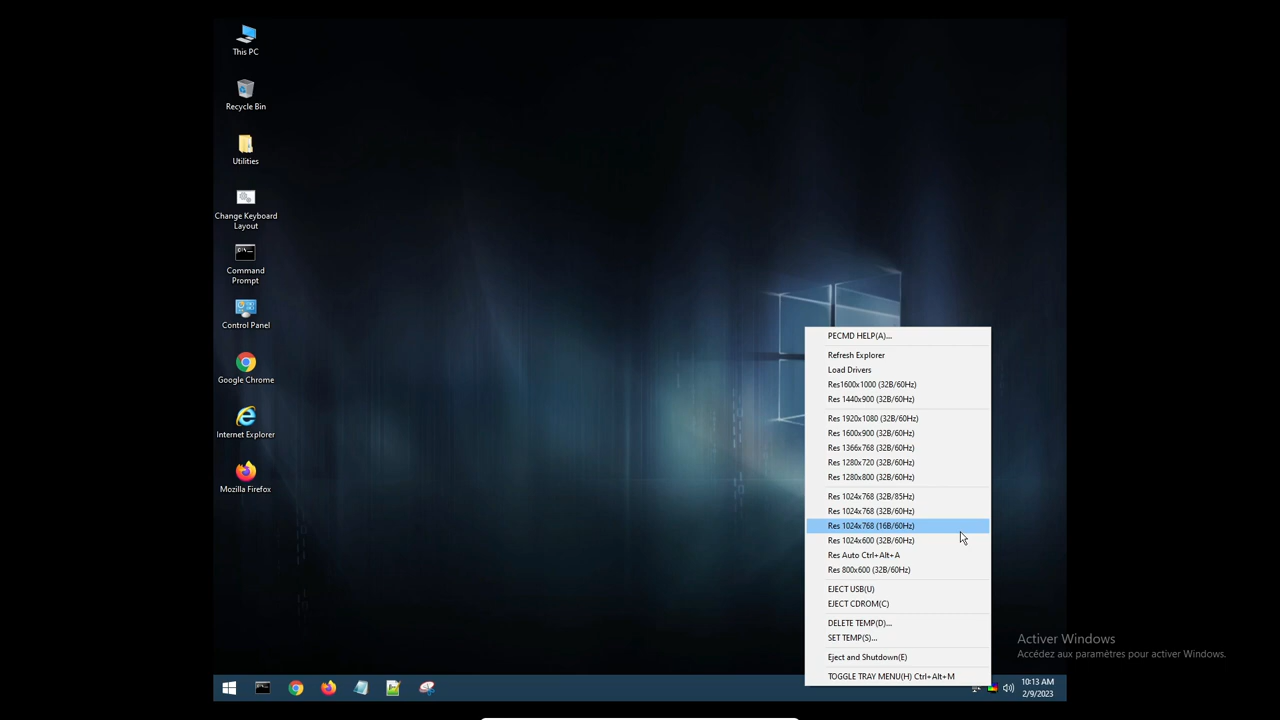 This PC
Recycle Bin
Utilities
Change Keyboard
Layout
Command
Prompt
Control Panel
Google Chrome
Internet Explorer
Mozilla Firefox
PECMD HELP(A)...
Refresh Explorer
Load Drivers
Res1600x1000 (32B/60Hz)
Res 1440x900 (32B/60Hz)
Res 1920x1080 (32B/60Hz)
Res 1600x900 (32B/60Hz)
Res 1366x768 (32B/60Hz)
Res 1280x720 (32B/60Hz)
Res 1280x800 (32B/60Hz)
Res 1024x768 (32B/85Hz)
Res 1024x768 (32B/60Hz)
Res 1024x768 (16B/60Hz)
Res 1024x600 (32B/60Hz)
Res Auto Ctrl+Alt+A
Res 800x600 (32B/60Hz)
EJECT USB(U)
EJECT CDROM(C)
DELETE TEMP(D)...
SET TEMP(S)...
Eject and Shutdown(E)
TOGGLE TRAY MENU(H) Ctrl+Alt+M
Activer Windows
Accédez aux paramètres pour activer Windows.
10:13 AM
2/9/2023